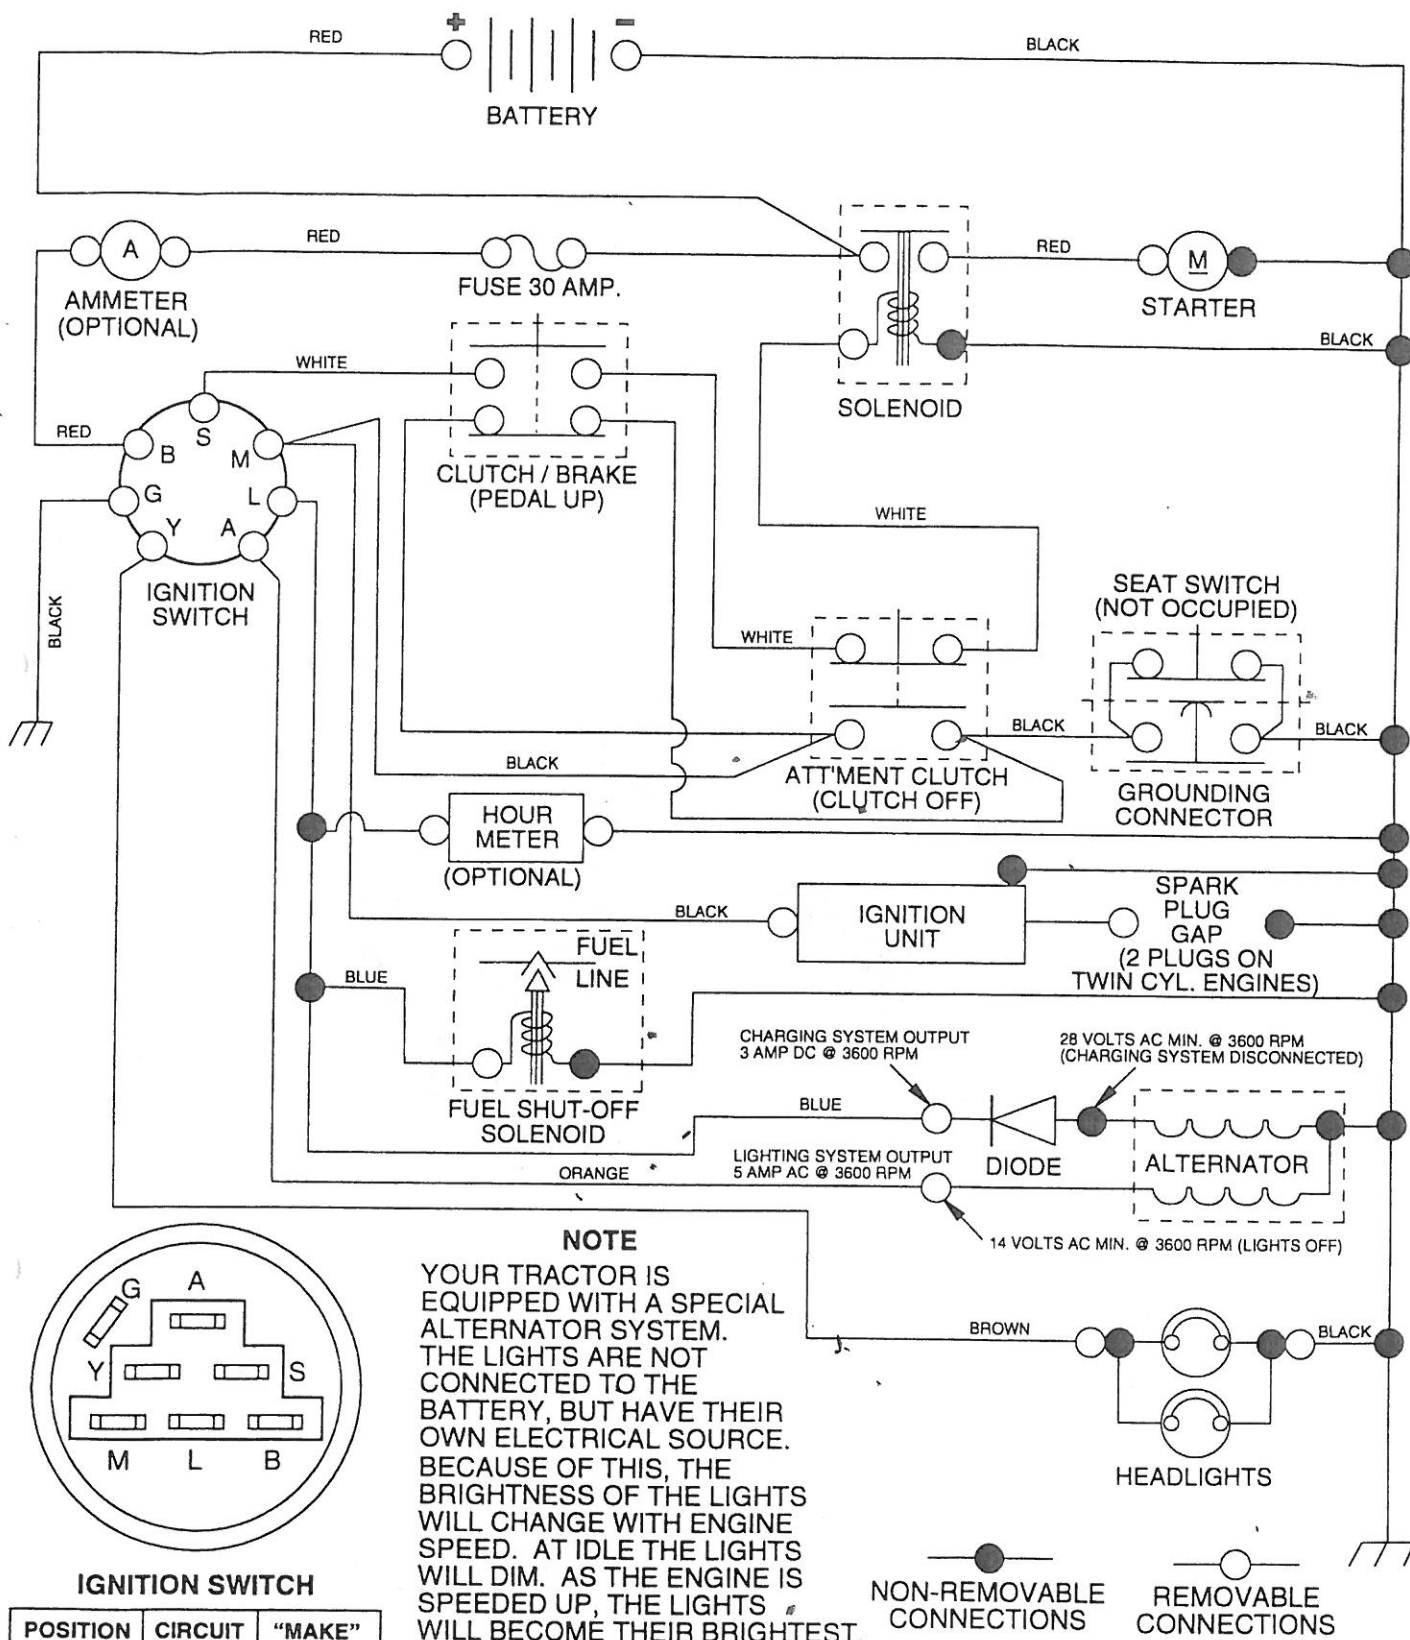 +
−
RED
BLACK
BATTERY
A
RED
RED
M
FUSE 30 AMP.
AMMETER
(OPTIONAL)
STARTER
BLACK
WHITE
SOLENOID
RED
S
B
M
CLUTCH / BRAKE
(PEDAL UP)
G
L
Y
A
WHITE
IGNITION
SWITCH
BLACK
SEAT SWITCH
(NOT OCCUPIED)
WHITE
BLACK
BLACK
BLACK
ATT'MENT CLUTCH
(CLUTCH OFF)
GROUNDING
CONNECTOR
HOUR
METER
(OPTIONAL)
BLACK
IGNITION
UNIT
SPARK
PLUG
GAP
(2 PLUGS ON
TWIN CYL. ENGINES)
FUEL
LINE
BLUE
CHARGING SYSTEM OUTPUT
3 AMP DC @ 3600 RPM
28 VOLTS AC MIN. @ 3600 RPM
(CHARGING SYSTEM DISCONNECTED)
FUEL SHUT-OFF
SOLENOID
BLUE
DIODE
ALTERNATOR
LIGHTING SYSTEM OUTPUT
5 AMP AC @ 3600 RPM
ORANGE
14 VOLTS AC MIN. @ 3600 RPM (LIGHTS OFF)
NOTE
YOUR TRACTOR IS
EQUIPPED WITH A SPECIAL
ALTERNATOR SYSTEM.
THE LIGHTS ARE NOT
CONNECTED TO THE
BATTERY, BUT HAVE THEIR
OWN ELECTRICAL SOURCE.
BECAUSE OF THIS, THE
BRIGHTNESS OF THE LIGHTS
WILL CHANGE WITH ENGINE
SPEED. AT IDLE THE LIGHTS
WILL DIM. AS THE ENGINE IS
SPEEDED UP, THE LIGHTS
WILL BECOME THEIR BRIGHTEST.
BROWN
BLACK
HEADLIGHTS
G
A
Y
S
M
L
B
IGNITION SWITCH
POSITION CIRCUIT "MAKE"
NON-REMOVABLE
CONNECTIONS
REMOVABLE
CONNECTIONS